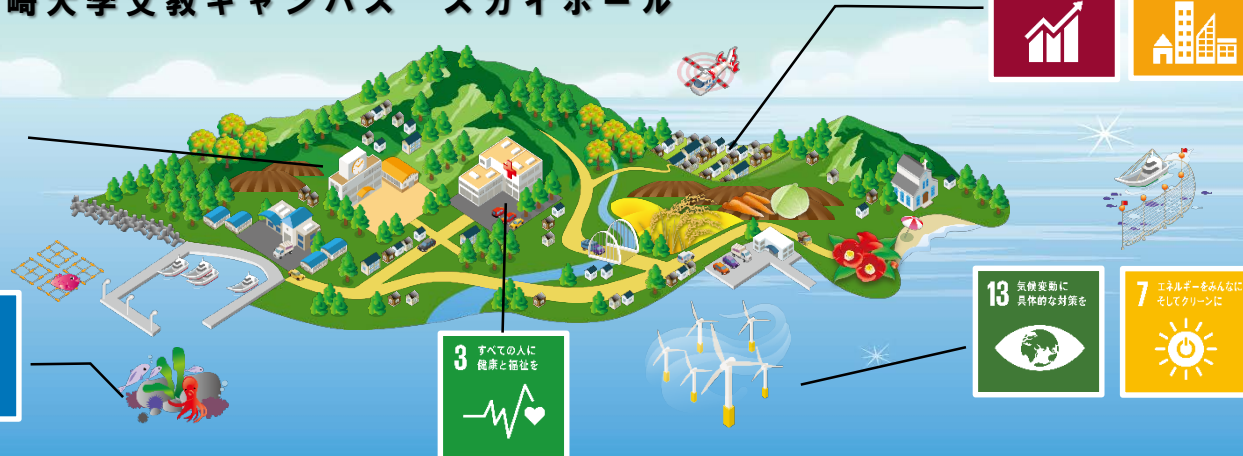 崎大学文教キャンパス スカイホール
13 気候変動に
具体的な対策を
7 エネルギーをみんなに
そしてクリーンに
3 すべての人に
健康と福祉を